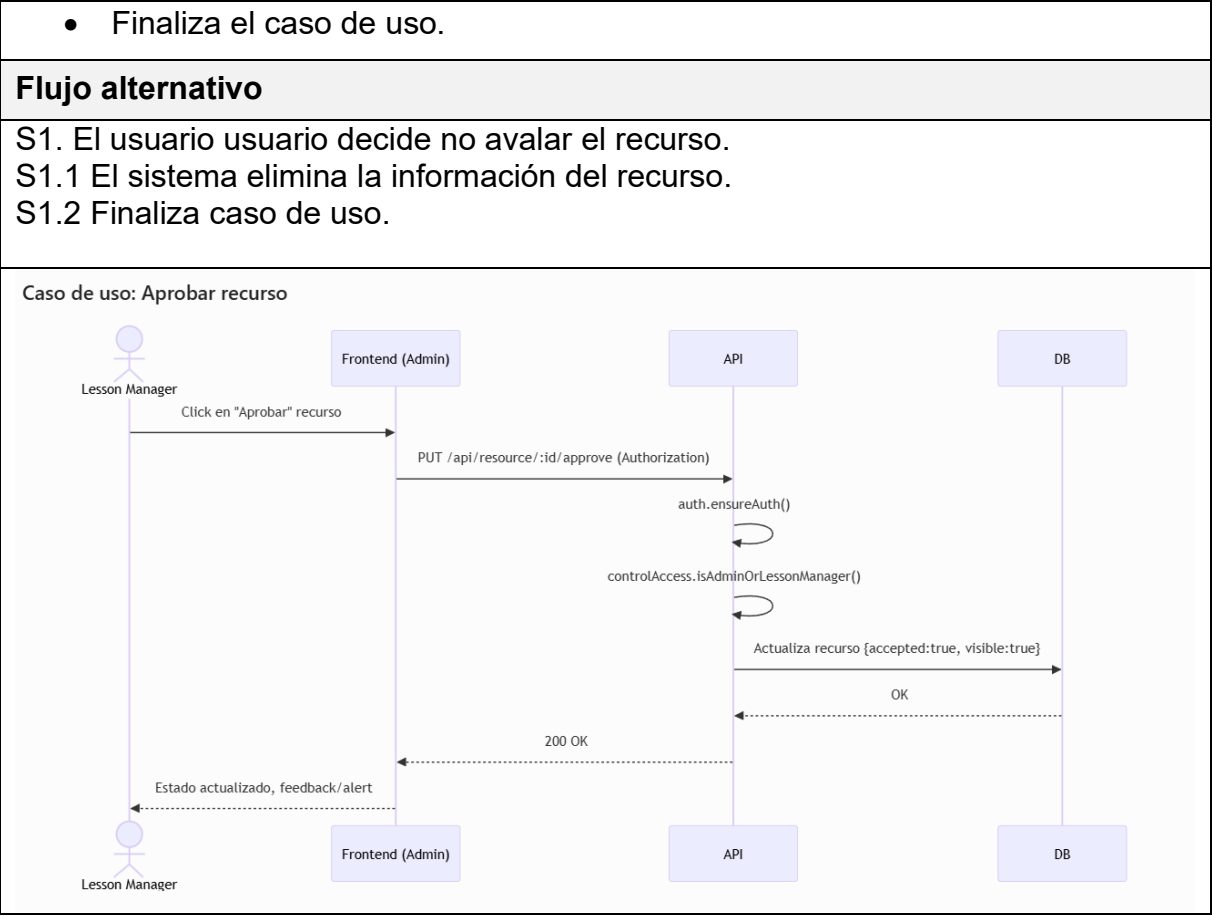 • Finaliza el caso de uso.
Flujo alternativo
S1. El usuario usuario decide no avalar el recurso.
S1.1 El sistema elimina la información del recurso.
S1.2 Finaliza caso de uso.
Caso de uso: Aprobar recurso
Lesson Manager
Frontend (Admin)
API
DB
Click en "Aprobar" recurso
PUT /api/resource/:id/approve (Authorization)
auth.ensureAuth()
controlAccess.isAdminOrLessonManager()
Actualiza recurso {accepted:true, visible:true}
OK
200 OK
Estado actualizado, feedback/alert
Lesson Manager
Frontend (Admin)
API
DB